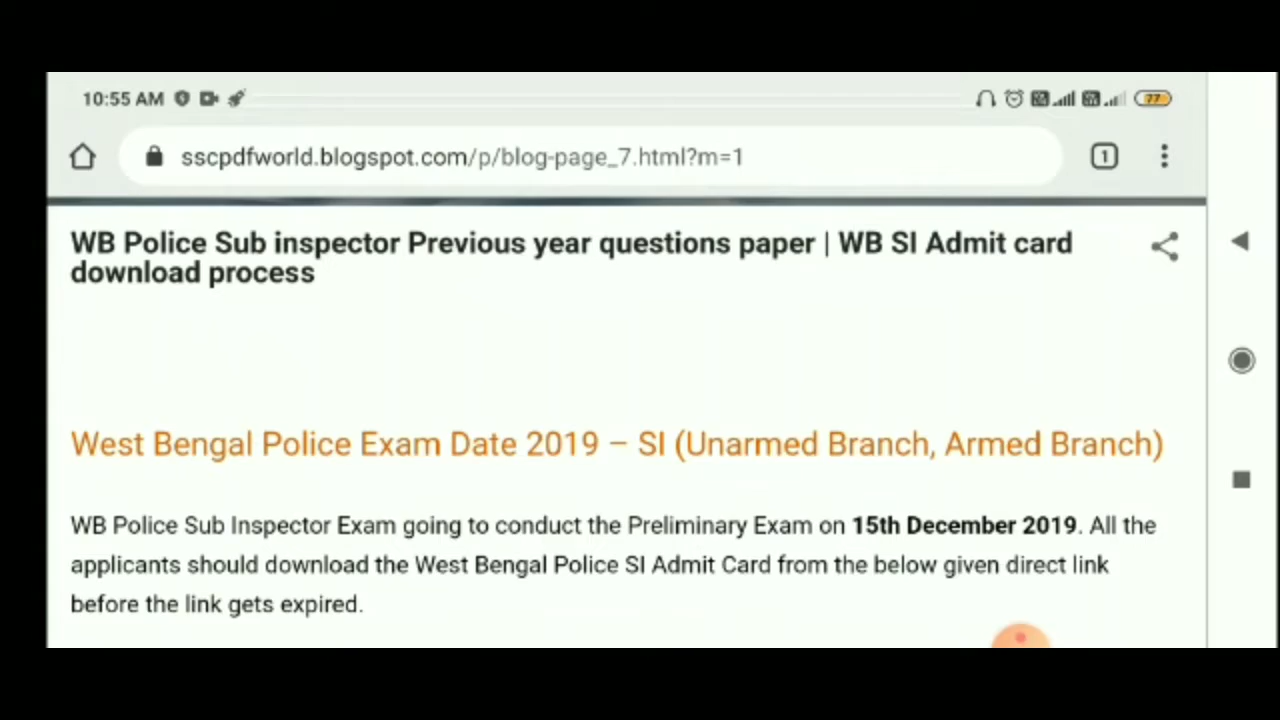 10:55 AM
77
sscpdfworld.blogspot.com/p/blog-page_7.html?m=1
1
WB Police Sub inspector Previous year questions paper | WB SI Admit card
download process
West Bengal Police Exam Date 2019 – SI (Unarmed Branch, Armed Branch)
WB Police Sub Inspector Exam going to conduct the Preliminary Exam on 15th December 2019. All the
applicants should download the West Bengal Police SI Admit Card from the below given direct link
before the link gets expired.